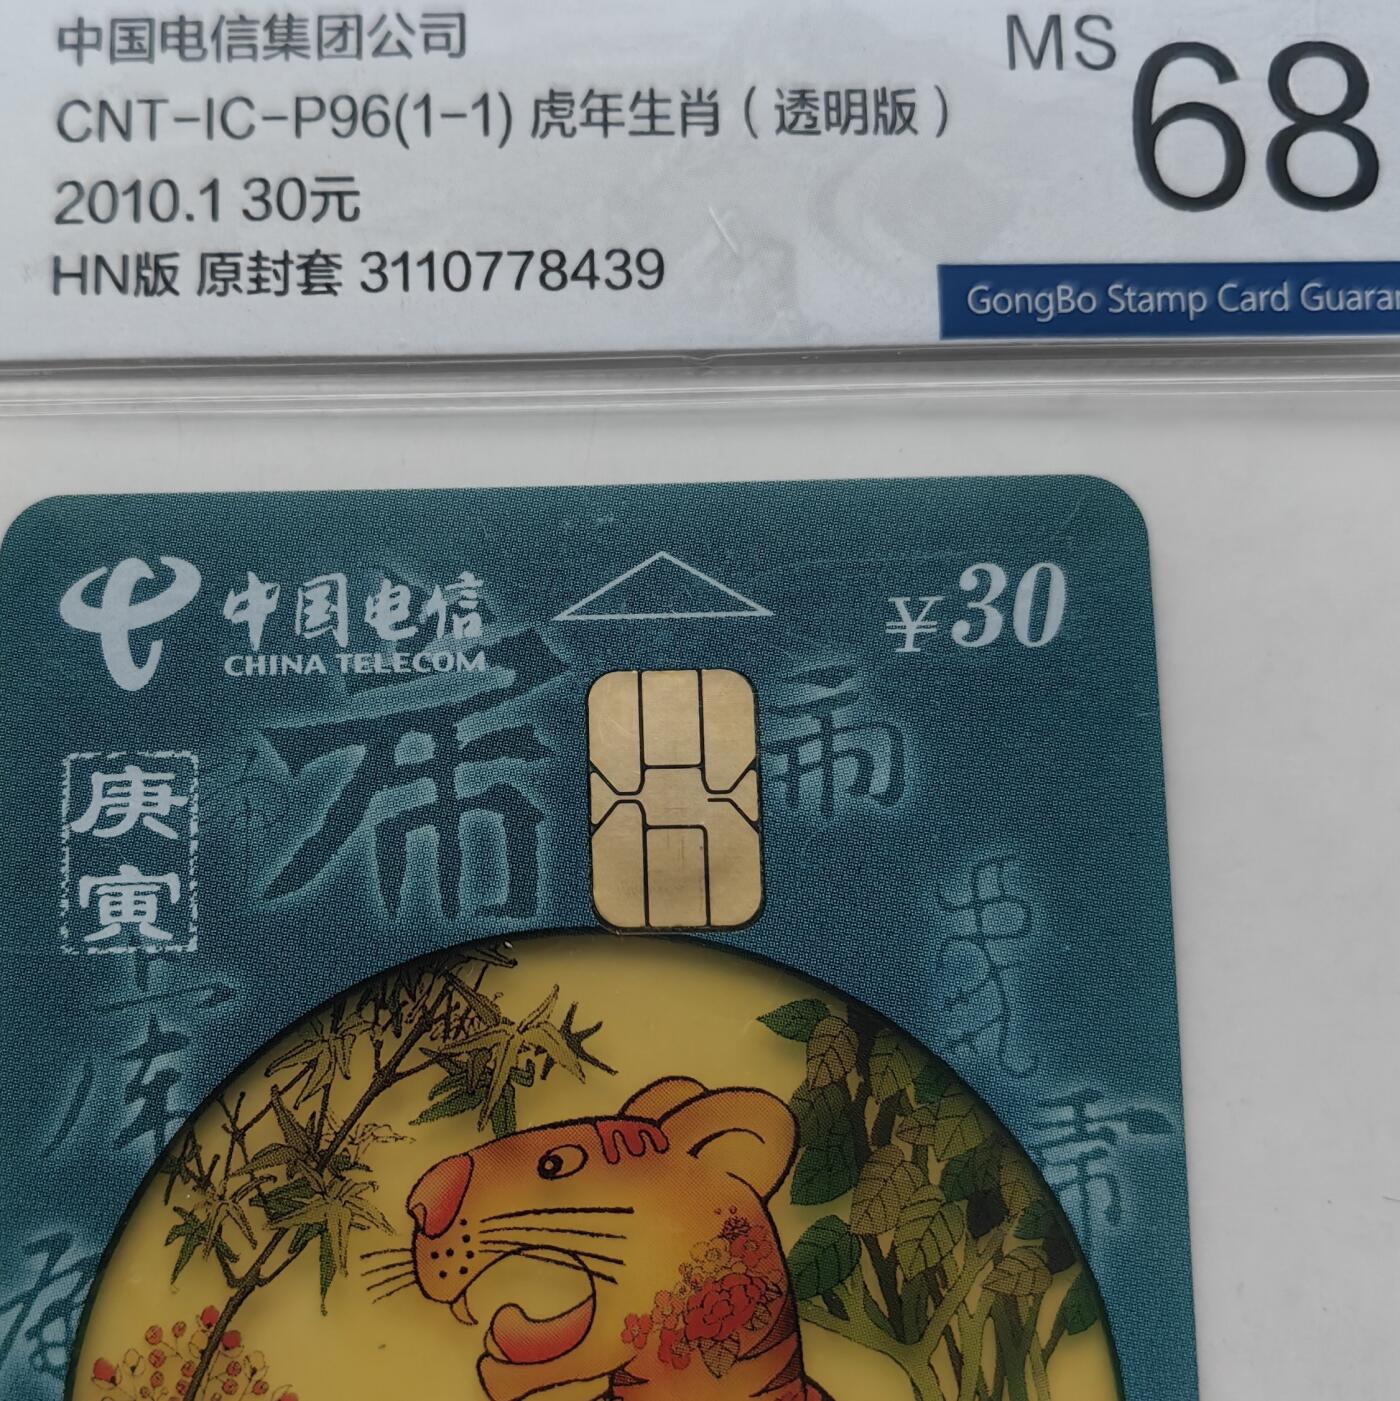 中国电信集团公司
MS 68
CNT-IC-P96(1-1) 虎年生肖（透明版）
2010.1 30元
HN版 原封套 3110778439
GongBo Stamp Card Guaran
中国电信
CHINA TELECOM
¥30
庚
寅